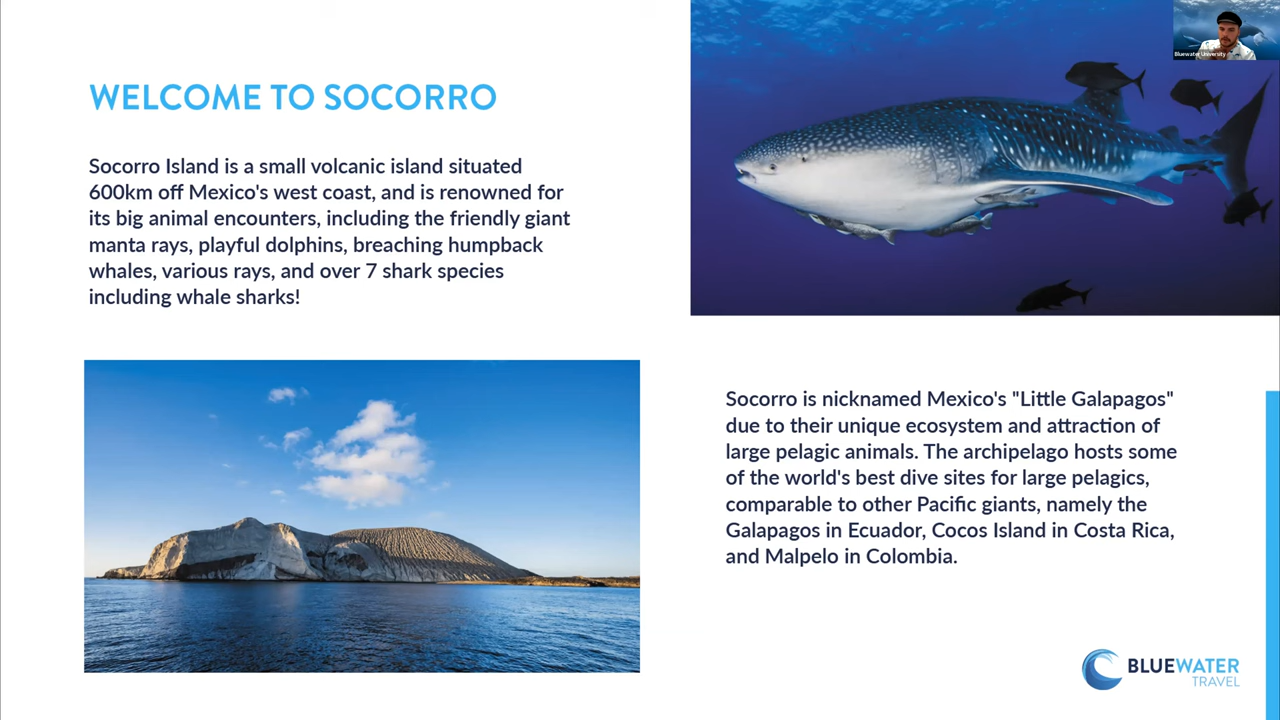 WELCOME TO SOCORRO
Socorro Island is a small volcanic island situated
600km off Mexico's west coast, and is renowned for
its big animal encounters, including the friendly giant
manta rays, playful dolphins, breaching humpback
whales, various rays, and over 7 shark species
including whale sharks!
Bluewater University
Socorro is nicknamed Mexico's "Little Galapagos"
due to their unique ecosystem and attraction of
large pelagic animals. The archipelago hosts some
of the world's best dive sites for large pelagics,
comparable to other Pacific giants, namely the
Galapagos in Ecuador, Cocos Island in Costa Rica,
and Malpelo in Colombia.
BLUEWATER
TRAVEL